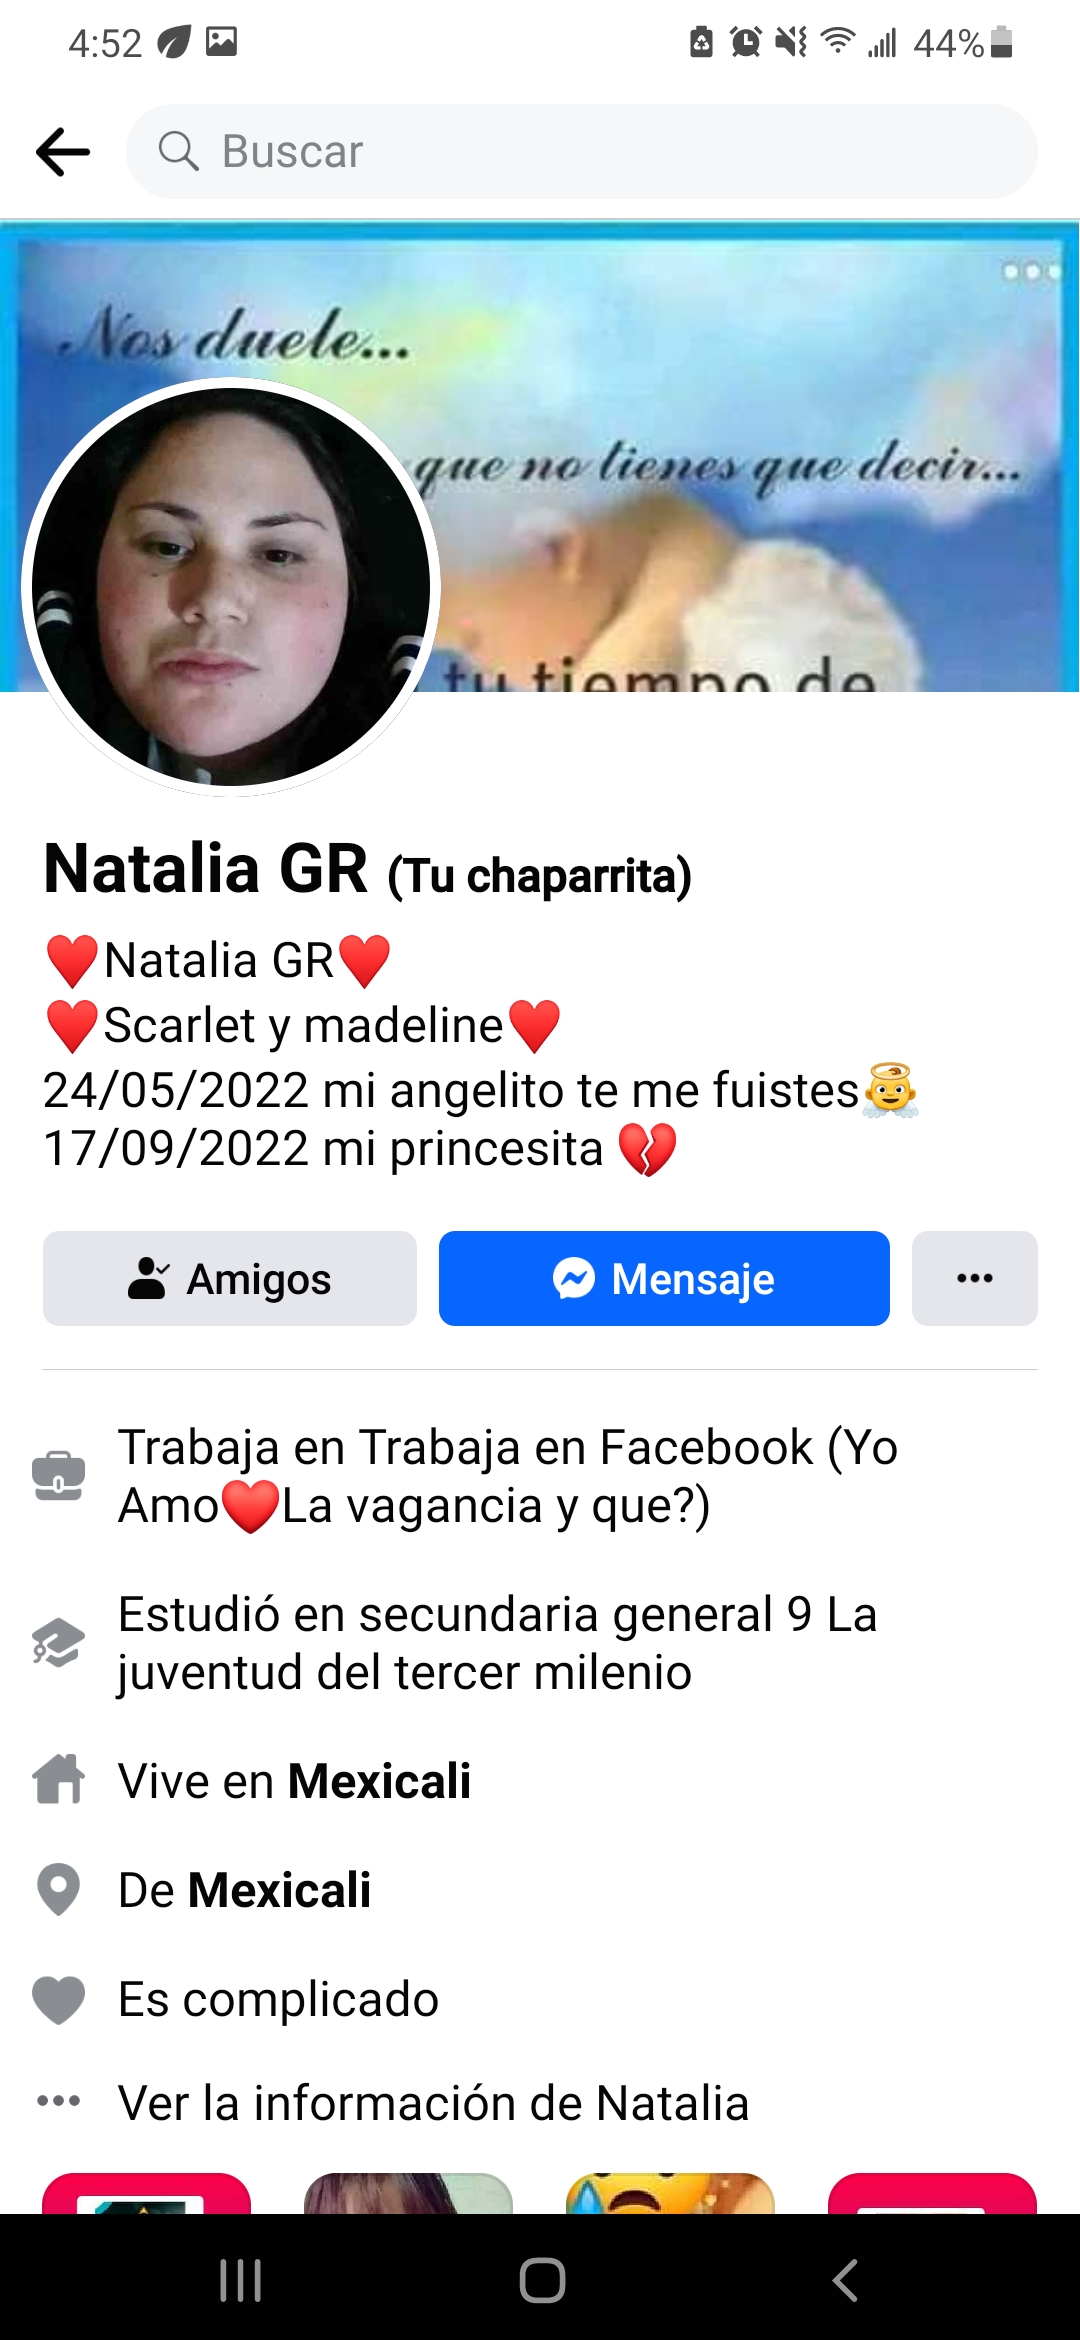 4:52
44%
Buscar
Nos duele...
que no tienes que decir...
tu tiempo de
Natalia GR (Tu chaparrita)
❤️Natalia GR❤️
❤️Scarlet y madeline❤️
24/05/2022 mi angelito te me fuistes👼
17/09/2022 mi princesita 💔
Amigos
Mensaje
Trabaja en Trabaja en Facebook (Yo
Amo❤️La vagancia y que?)
Estudió en secundaria general 9 La
juventud del tercer milenio
Vive en Mexicali
De Mexicali
Es complicado
Ver la información de Natalia